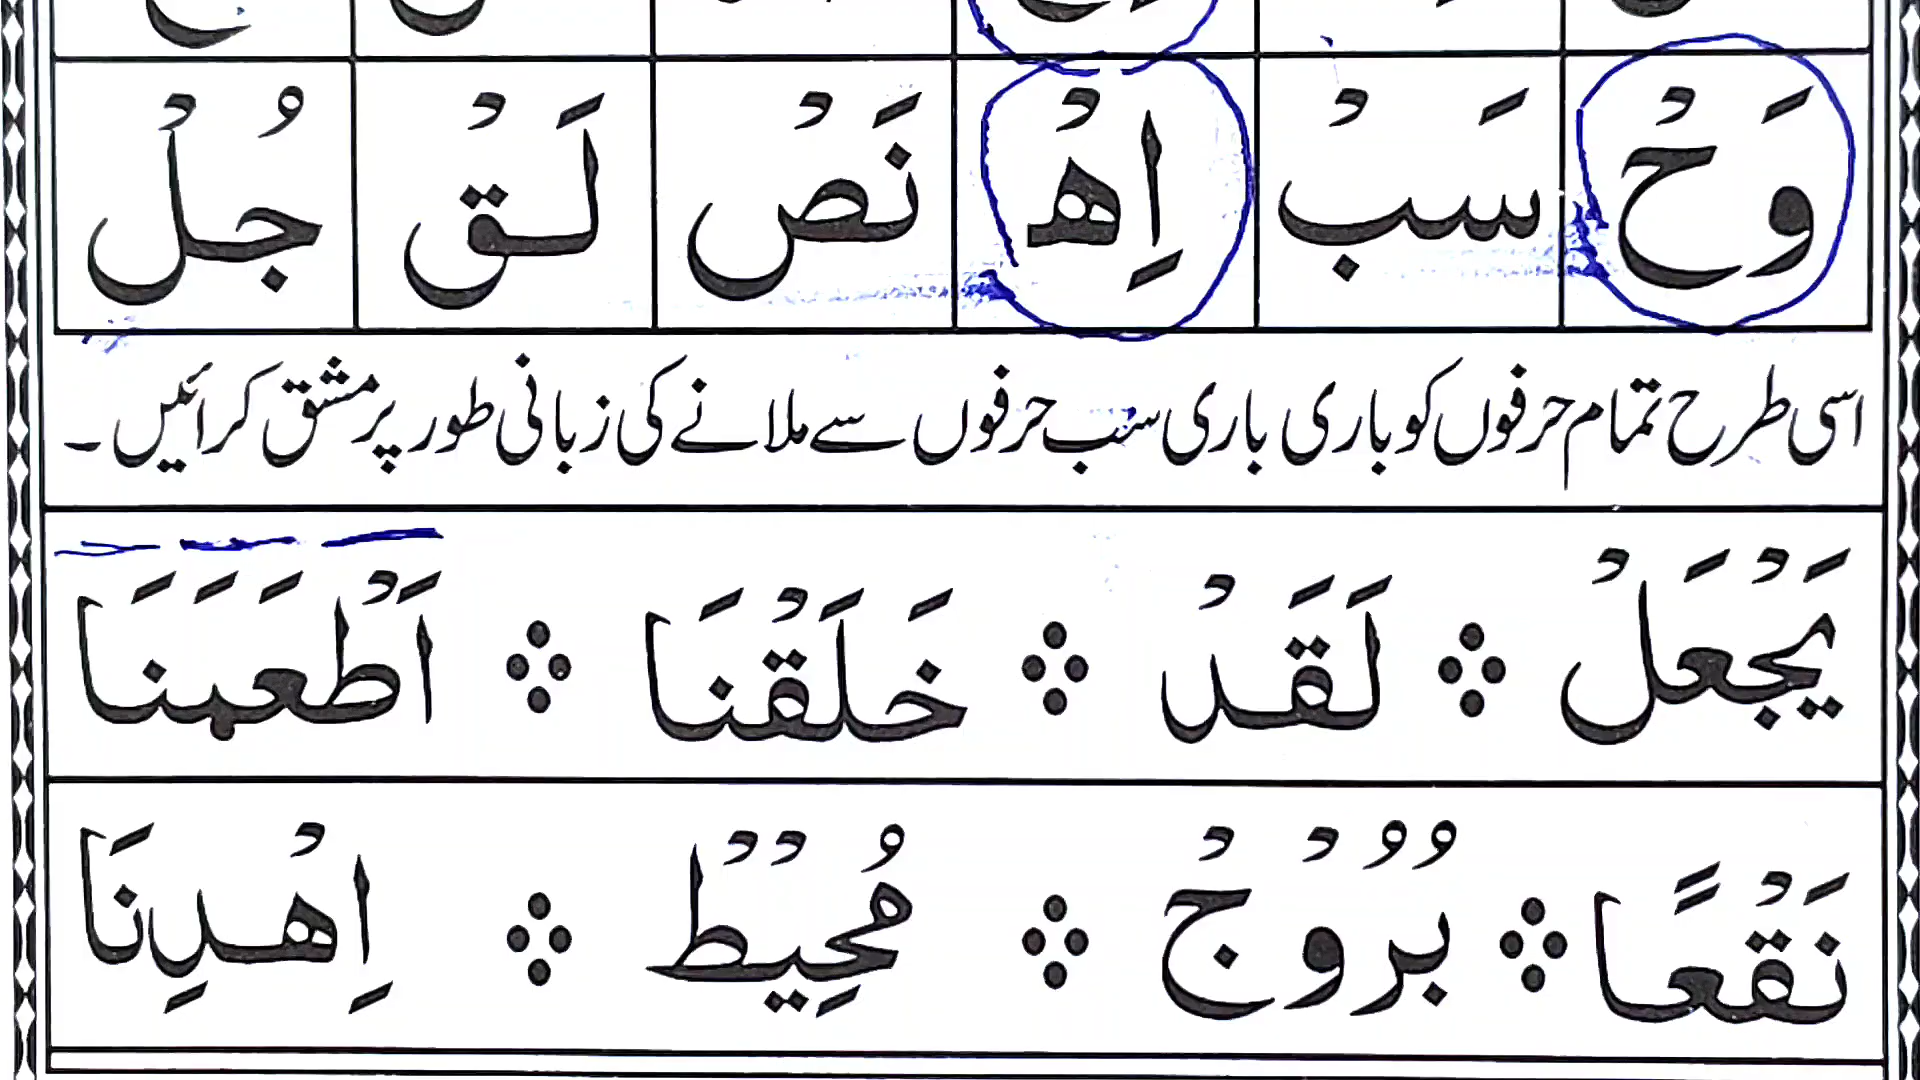 وَحْ سَبْ اِهْ نَصْ لَقْ جُلْ
اسی طرح تمام حرفوں کو باری باری سب حرفوں سے ملانے کی زبانی طور پر مشق کرائیں ۔
يَجْعَلْ لَقَدْ خَلَقْنَا اَطْعَمَنَا
نَقْعًا بُرُوْجْ مُحِيْطْ اِهْدِنَا